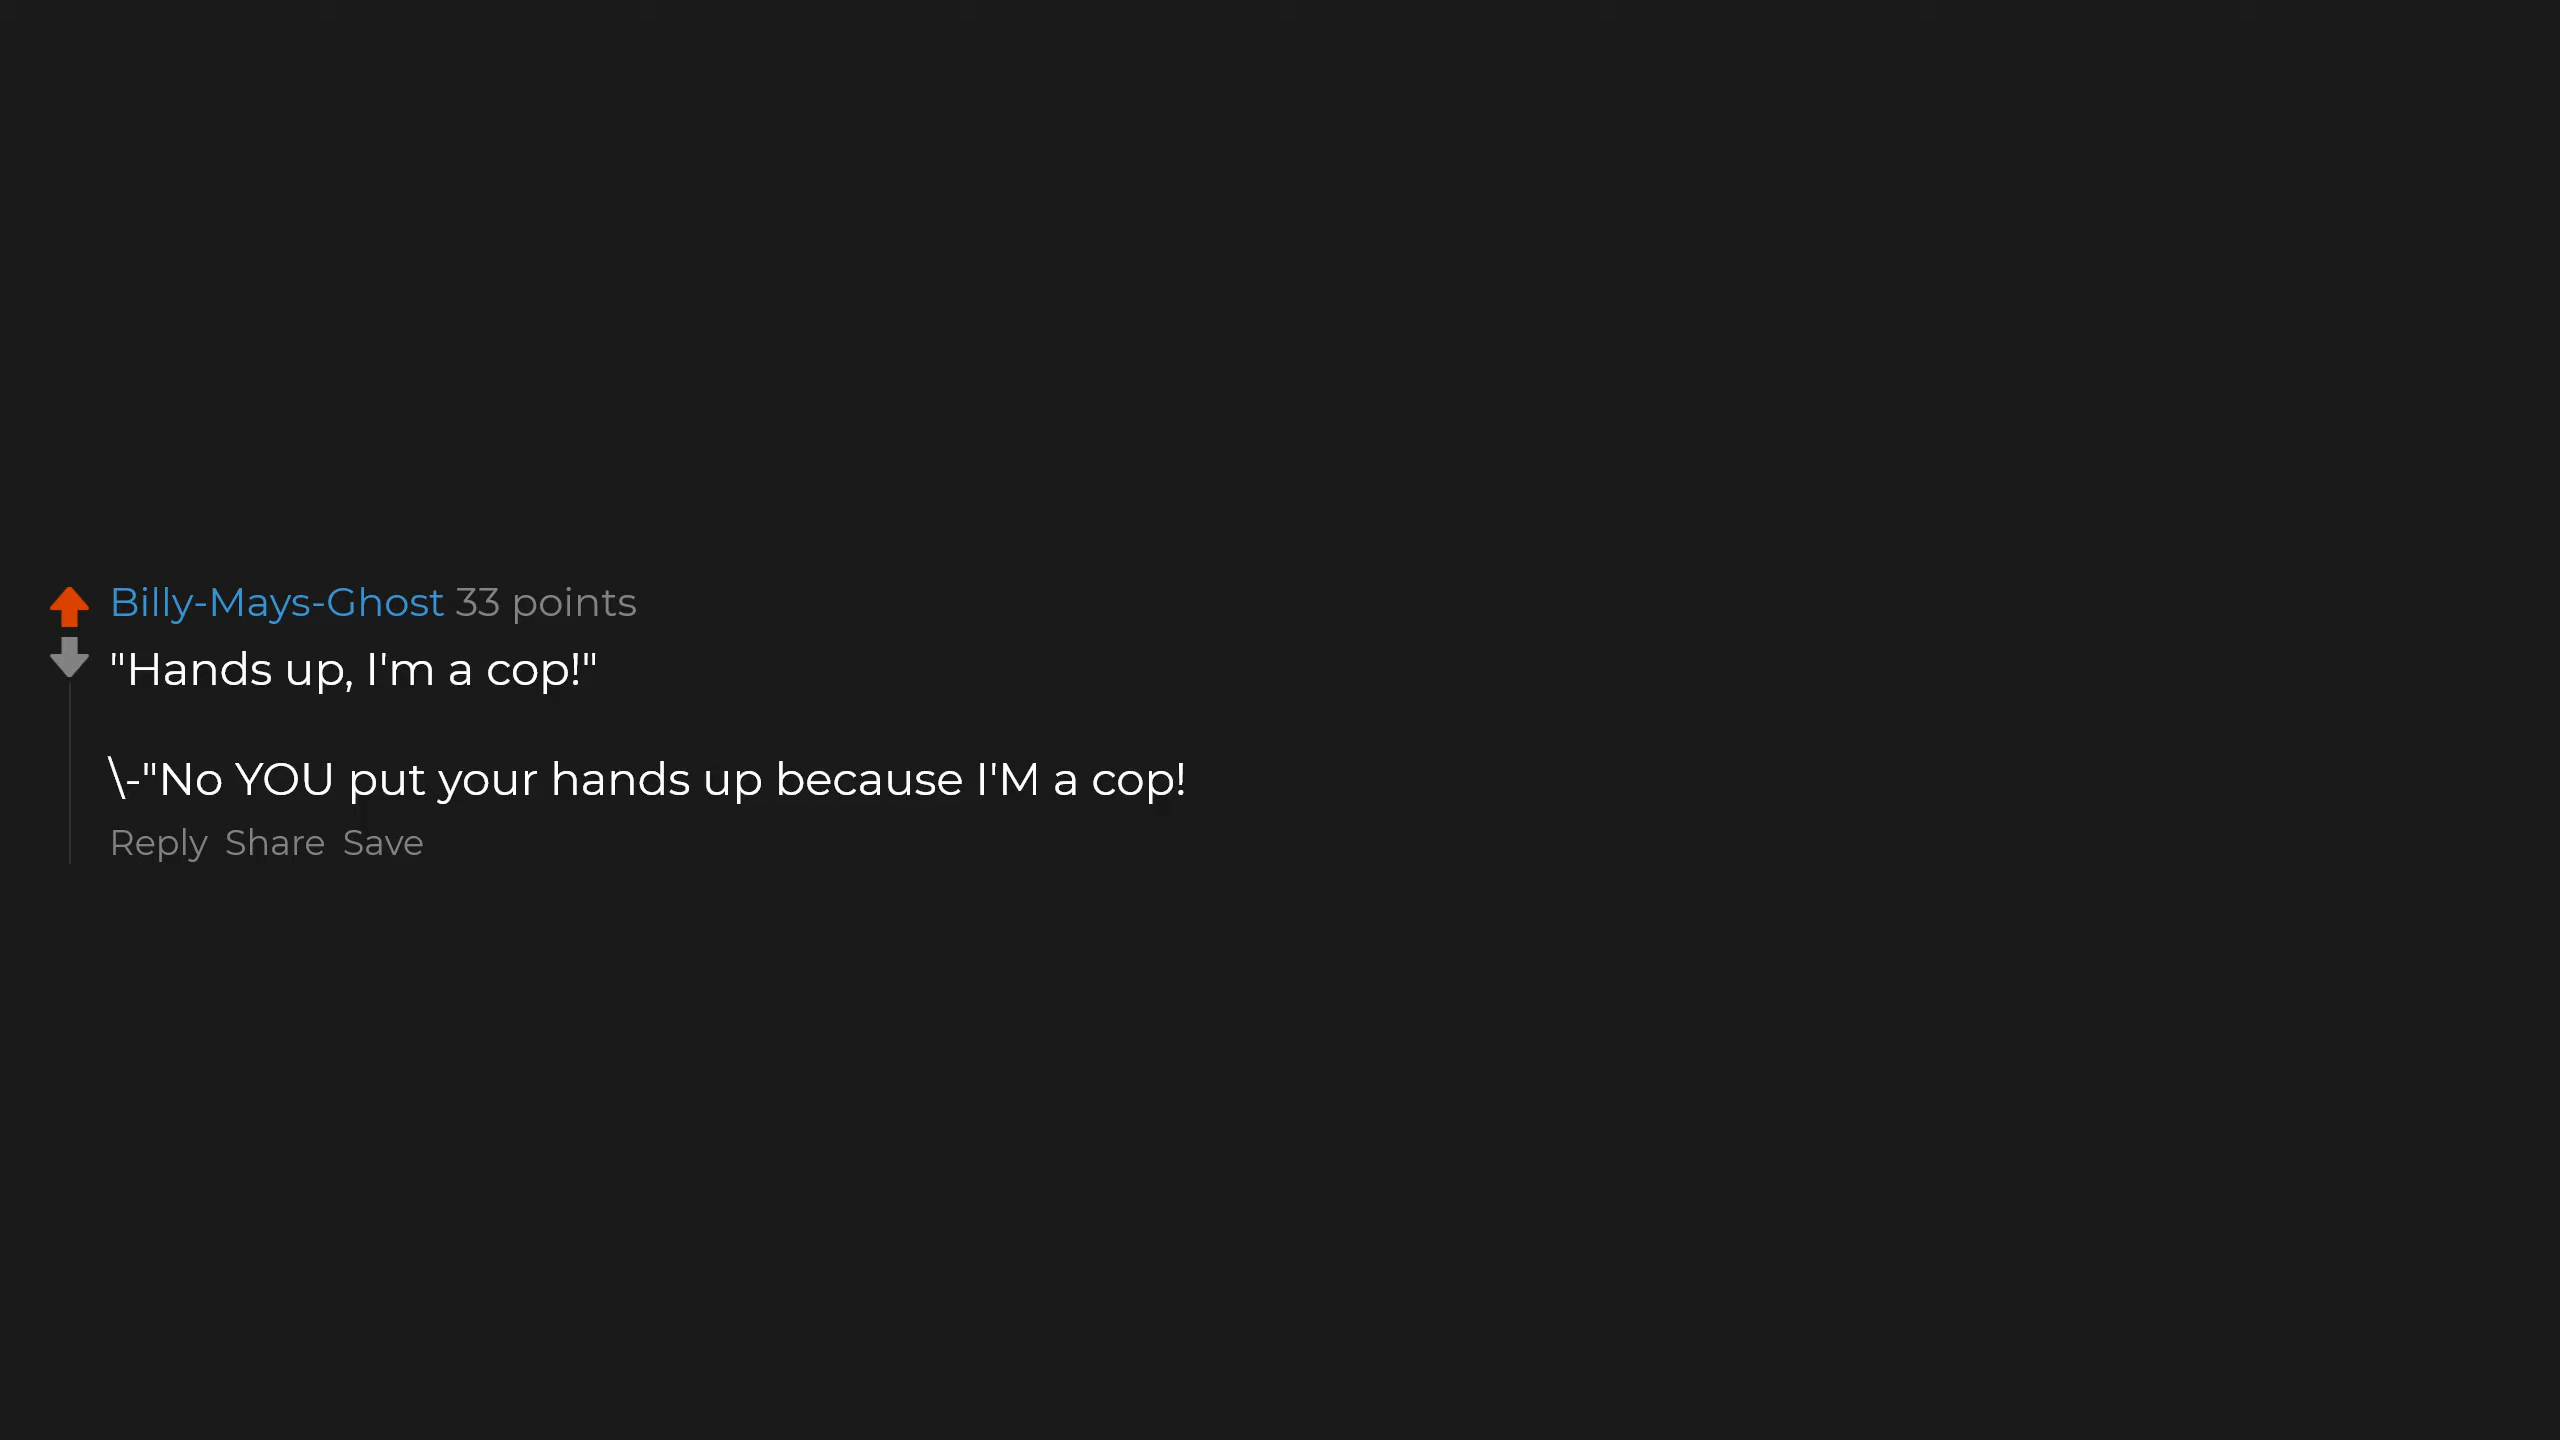 Billy-Mays-Ghost 33 points
"Hands up, I'm a cop!"
\-"No YOU put your hands up because I'M a cop!
Reply Share Save